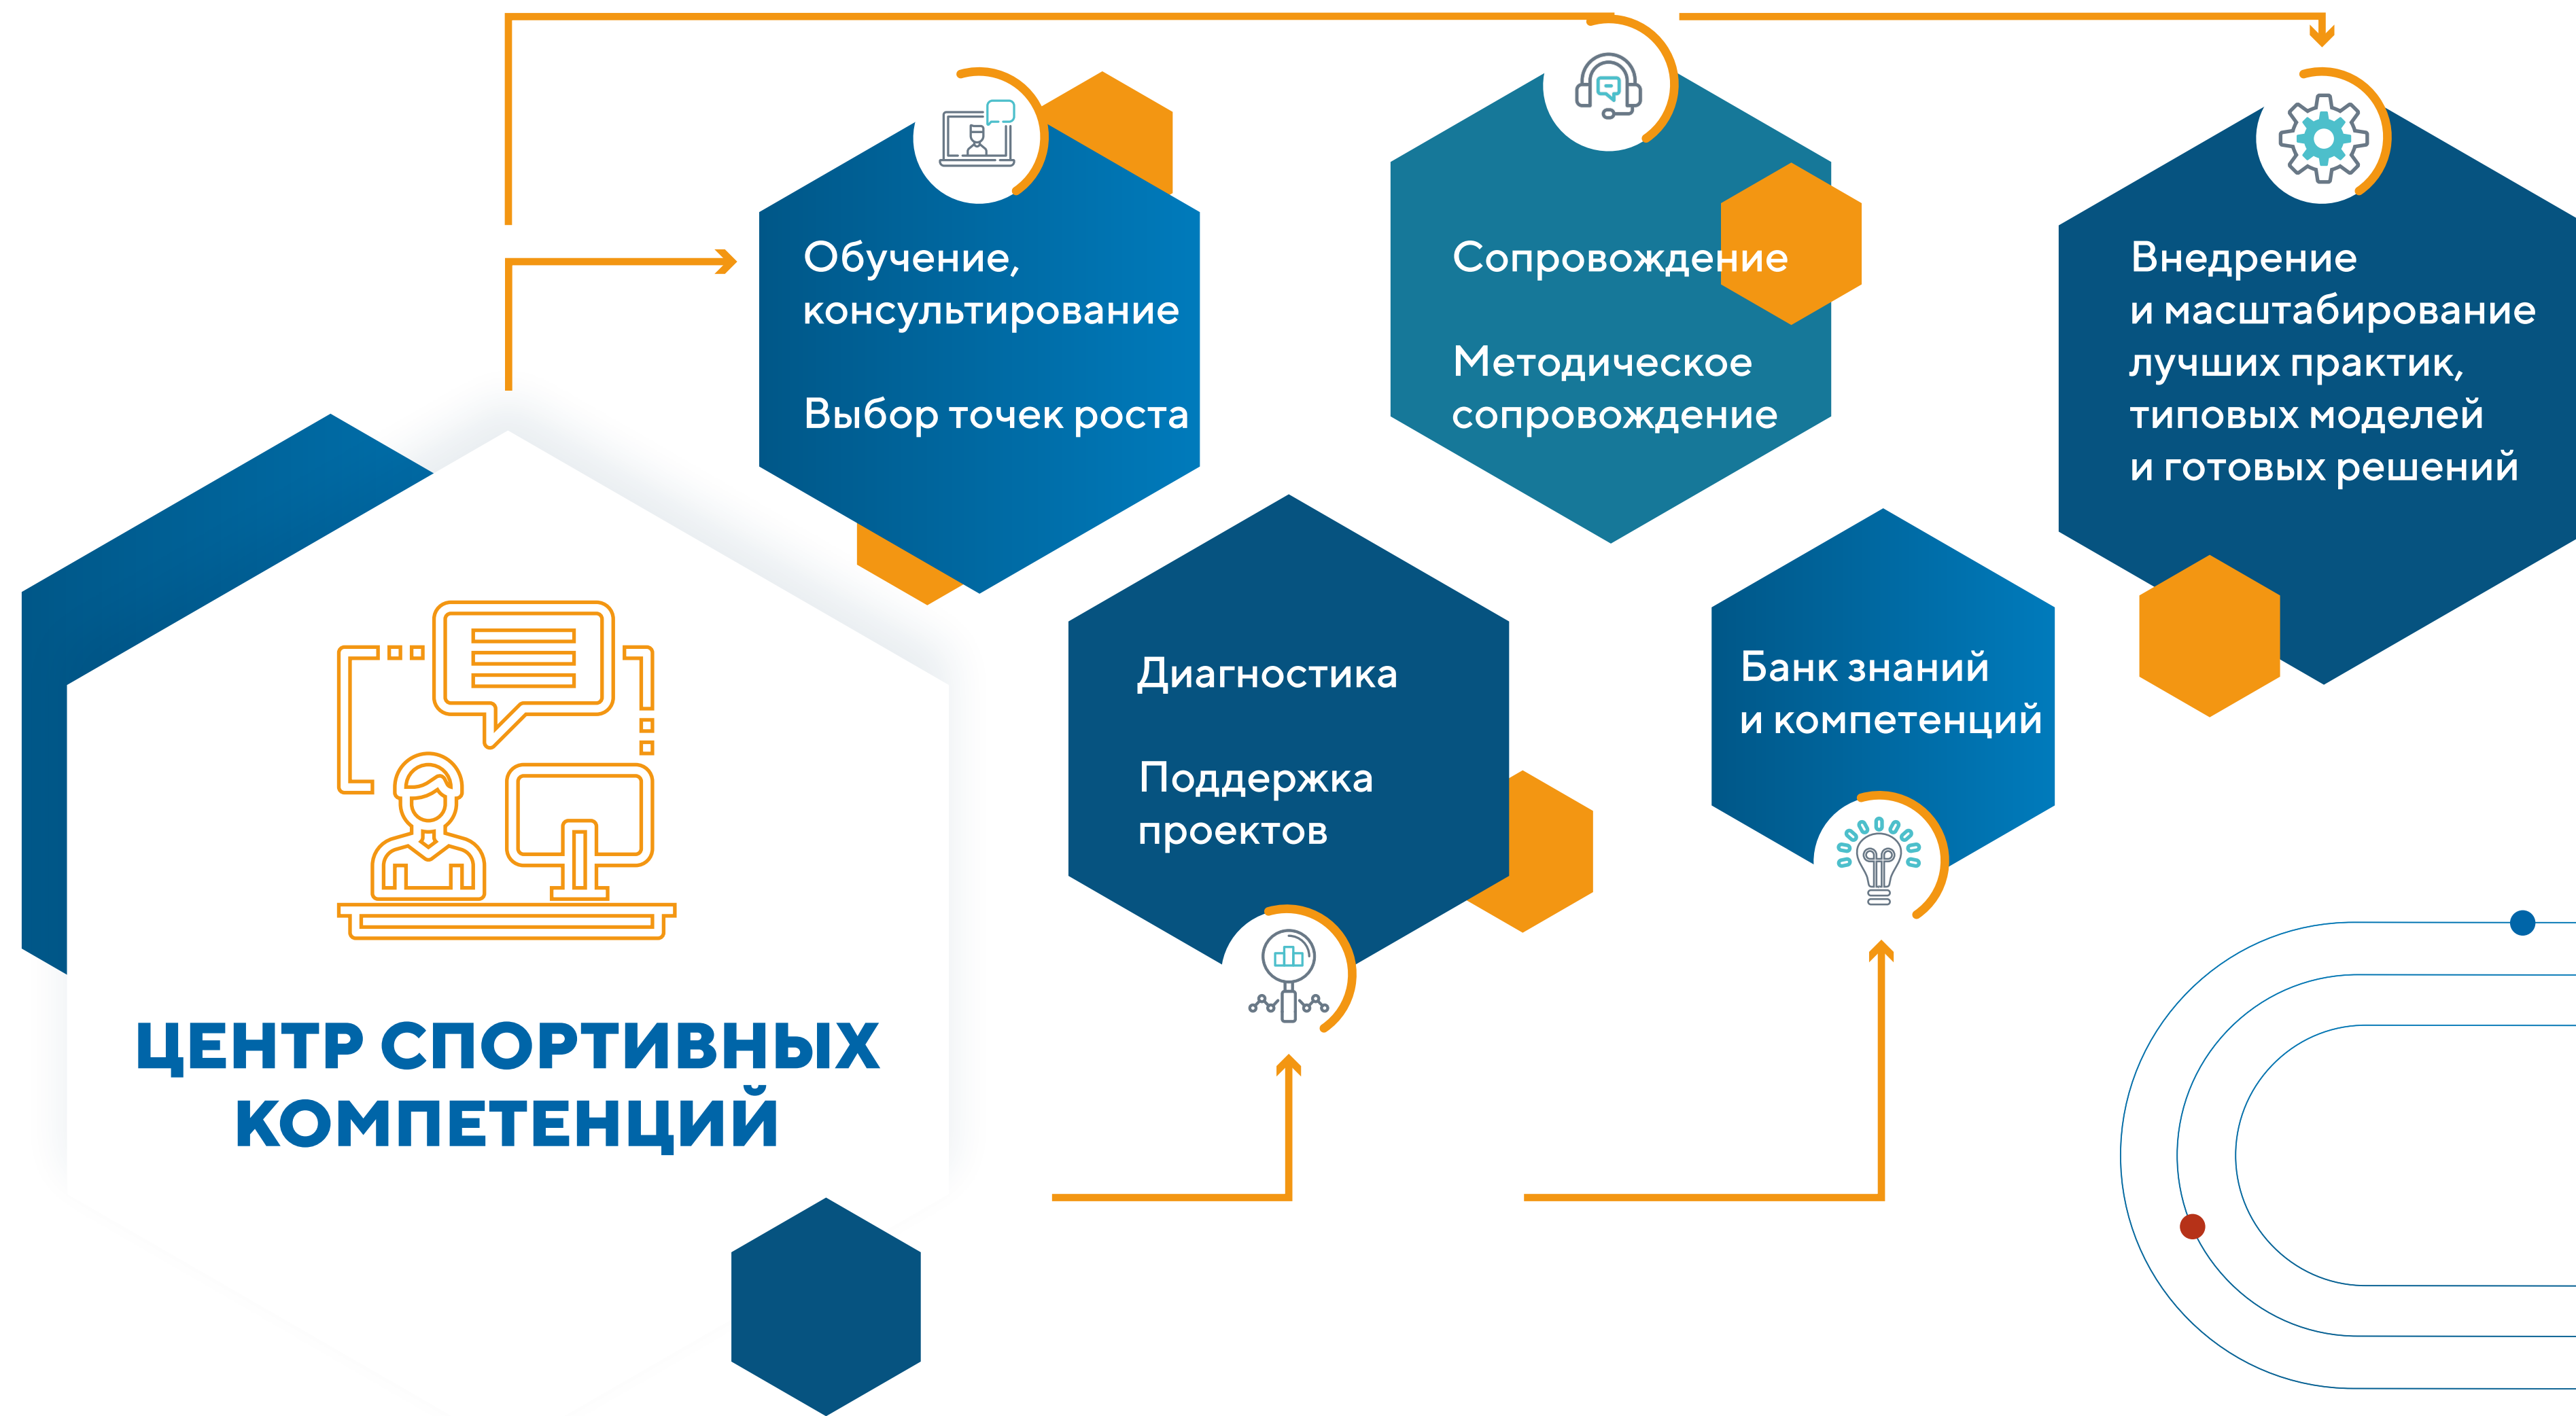 Обучение,
консультирование
Выбор точек роста
Сопровождение
Методическое
сопровождение
Внедрение
и масштабирование
лучших практик,
типовых моделей
и готовых решений
Диагностика
Поддержка
проектов
Банк знаний
и компетенций
ЦЕНТР СПОРТИВНЫХ
КОМПЕТЕНЦИЙ